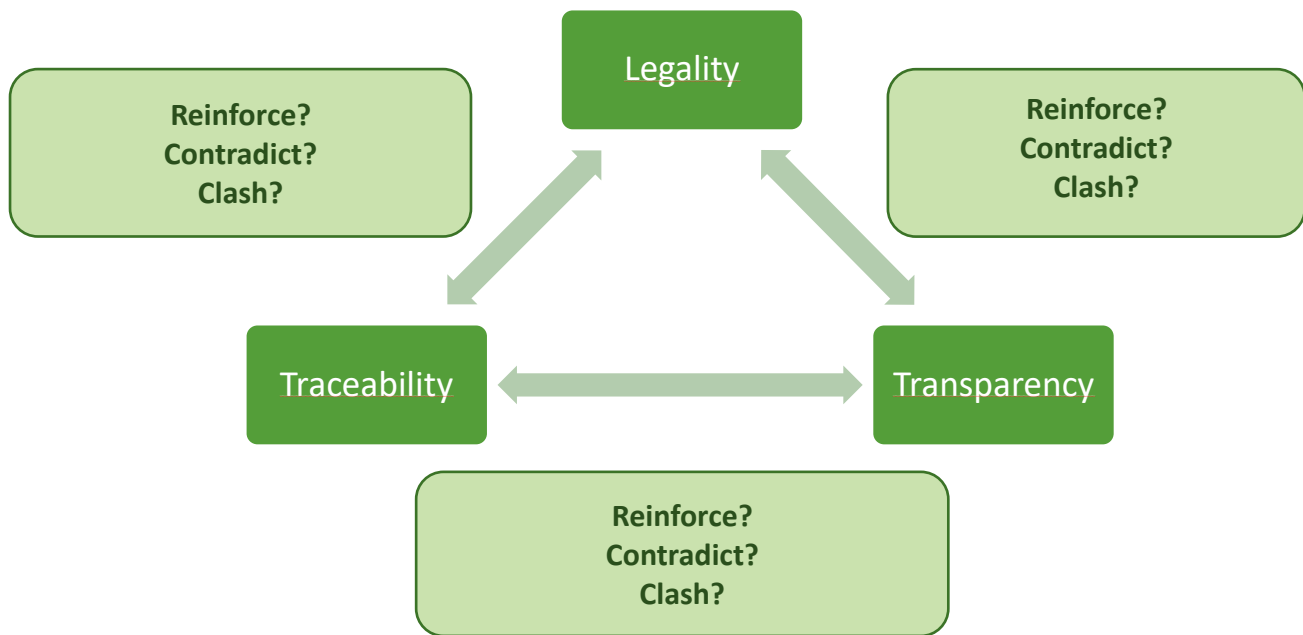 Legality
Reinforce?
Contradict?
Clash?
Reinforce?
Contradict?
Clash?
Traceability
Transparency
Reinforce?
Contradict?
Clash?